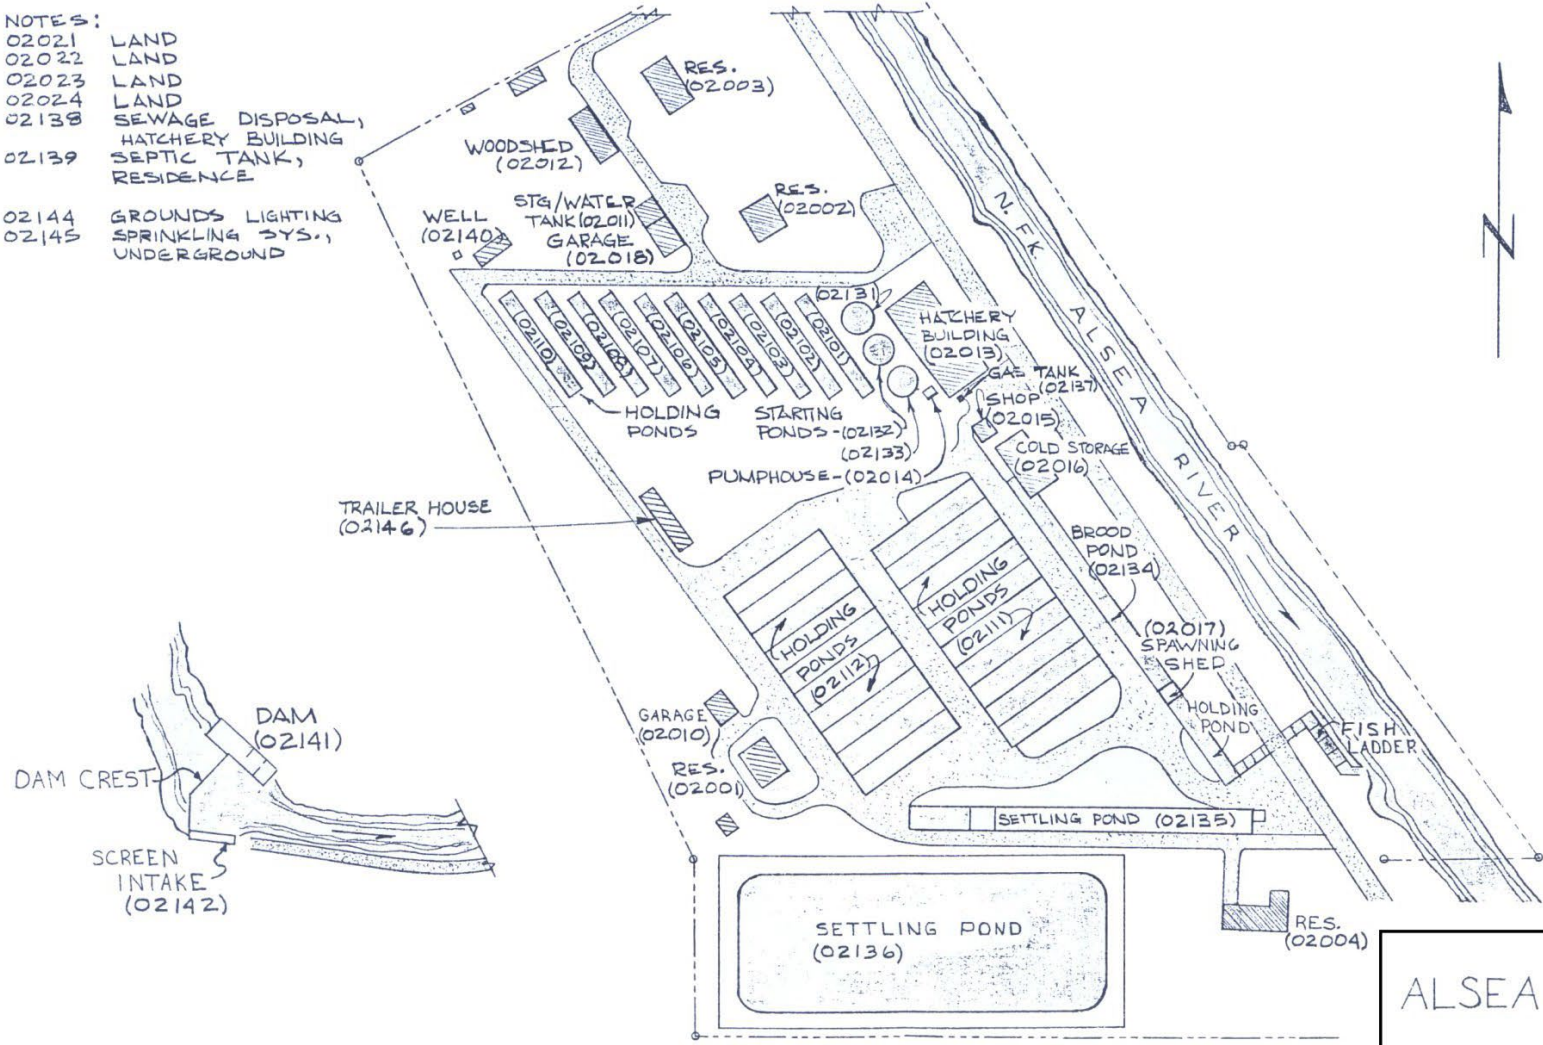 NOTES:
02021 LAND
02022 LAND
02023 LAND
02024 LAND
02138 SEWAGE DISPOSAL,
HATCHERY BUILDING
02139 SEPTIC TANK,
RESIDENCE
02144 GROUNDS LIGHTING
02145 SPRINKLING SYS.,
UNDERGROUND
RES.
(02003)
WOODSHED
(02012)
STG/WATER
TANK (02011)
GARAGE
(02018)
RES.
(02002)
WELL
(02140)
N. FK ALSEA RIVER
N
(02131)
HATCHERY
BUILDING
(02013)
GAS TANK
(02137)
SHOP
(02015)
COLD STORAGE
(02016)
(02110)
(02109)
(02108)
(02107)
(02106)
(02105)
(02104)
(02103)
(02102)
(02101)
HOLDING
PONDS
STARTING
PONDS-(02132)
(02133)
PUMPHOUSE-(02014)
TRAILER HOUSE
(02146)
BROOD
POND
(02134)
HOLDING
PONDS
(02111)
HOLDING
PONDS
(02112)
(02017)
SPAWNING
SHED
HOLDING
POND
FISH
LADDER
GARAGE
(02010)
RES.
(02001)
DAM
(02141)
DAM CREST
SCREEN
INTAKE
(02142)
SETTLING POND (02135)
SETTLING POND
(02136)
RES.
(02004)
ALSEA